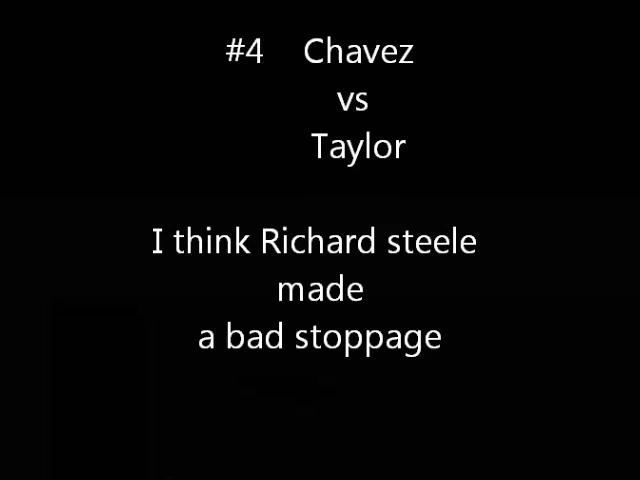 #4 Chavez
vs
Taylor
I think Richard steele
made
a bad stoppage